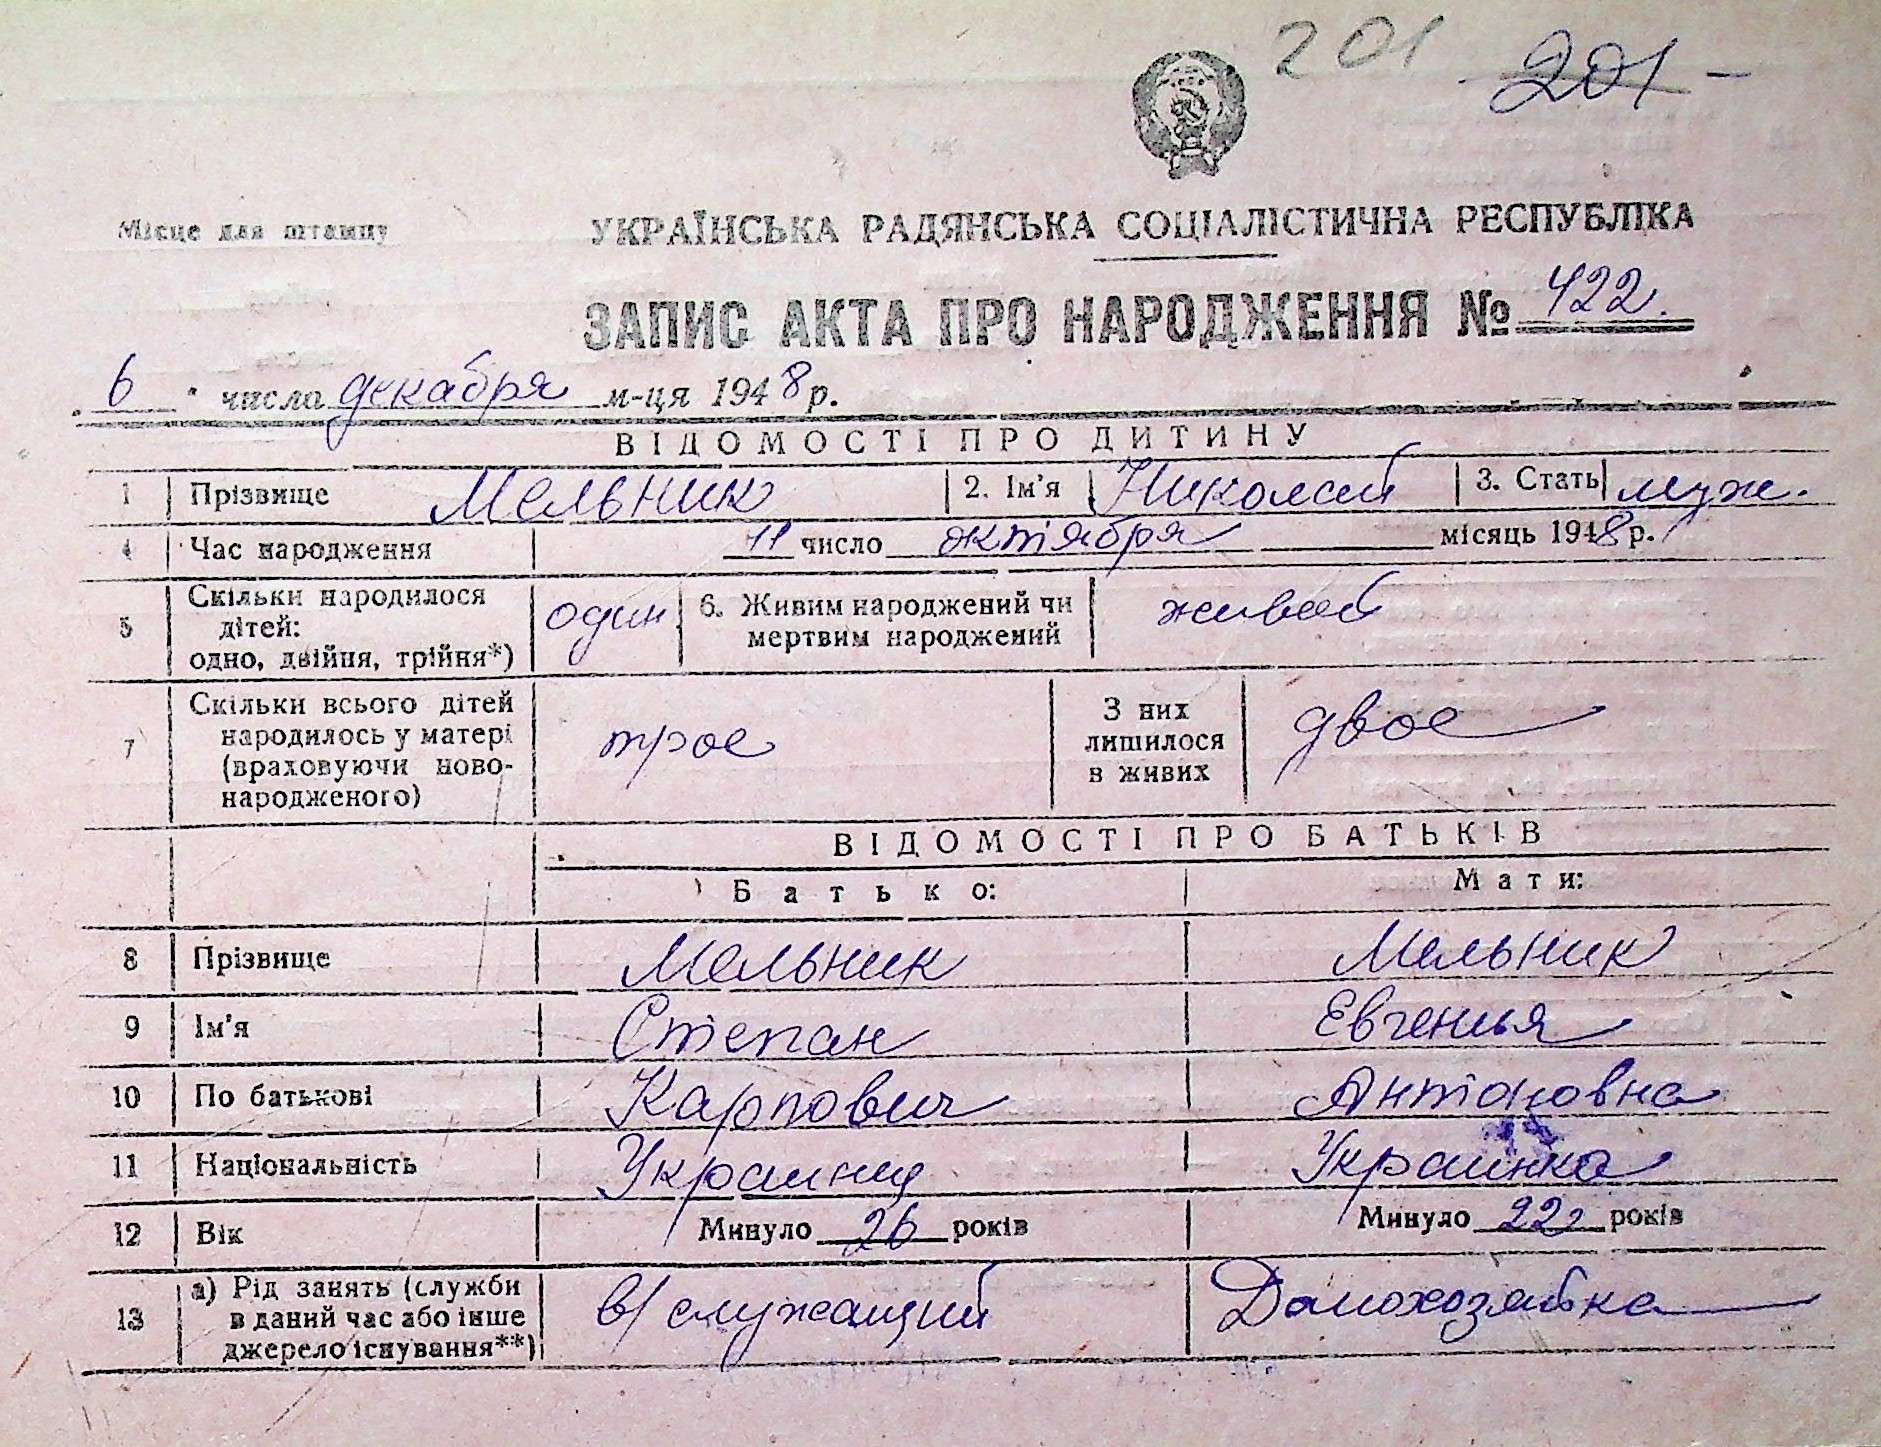 201 201 -
Місце для штампу
УКРАЇНСЬКА РАДЯНСЬКА СОЦІАЛІСТИЧНА РЕСПУБЛІКА
ЗАПИС АКТА ПРО НАРОДЖЕННЯ № 422.
6 числа декабря м-ця 1948 р.
ВІДОМОСТІ ПРО ДИТИНУ
1 Прізвище Мельник 2. Ім'я Николай 3. Стать муж.
4 Час народження 11 число октября місяць 1948 р.
5 Скільки народилося дітей: одно, двійня, трійня*) один 6. Живим народжений чи мертвим народжений живой
7 Скільки всього дітей народилось у матері (враховуючи новонародженого) трое З них лишилося в живих двое
ВІДОМОСТІ ПРО БАТЬКІВ
Батько: Мати:
8 Прізвище Мельник Мельник
9 Ім'я Степан Евгенья
10 По батькові Карпович Антоновна
11 Національність Украинец Украинка
12 Вік Минуло 26 років Минуло 22 років
13 а) Рід занять (служби в даний час або інше джерело існування**) в/служащий Домохозяйка